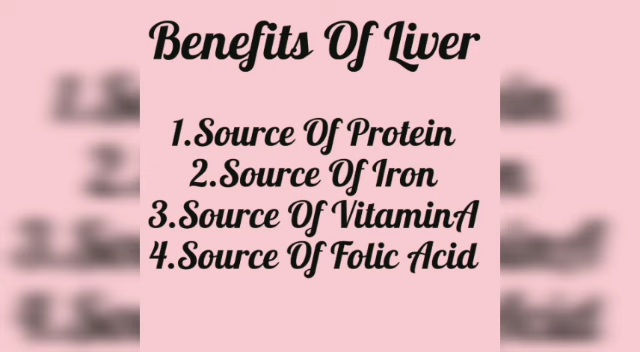 Benefits Of Liver
1.Source Of Protein
2.Source Of Iron
3.Source Of VitaminA
4.Source Of Folic Acid